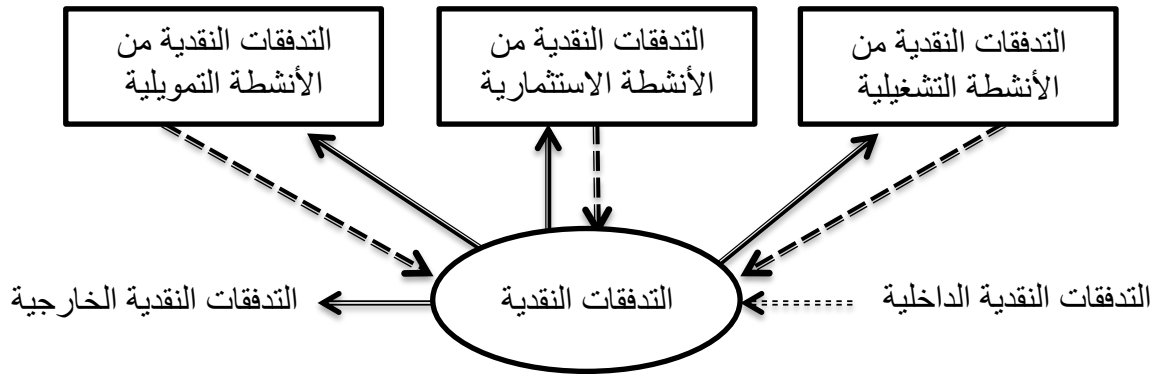 التدفقات النقدية من
الأنشطة التشغيلية
التدفقات النقدية من
الأنشطة الاستثمارية
التدفقات النقدية من
الأنشطة التمويلية
التدفقات النقدية الداخلية
التدفقات النقدية
التدفقات النقدية الخارجية